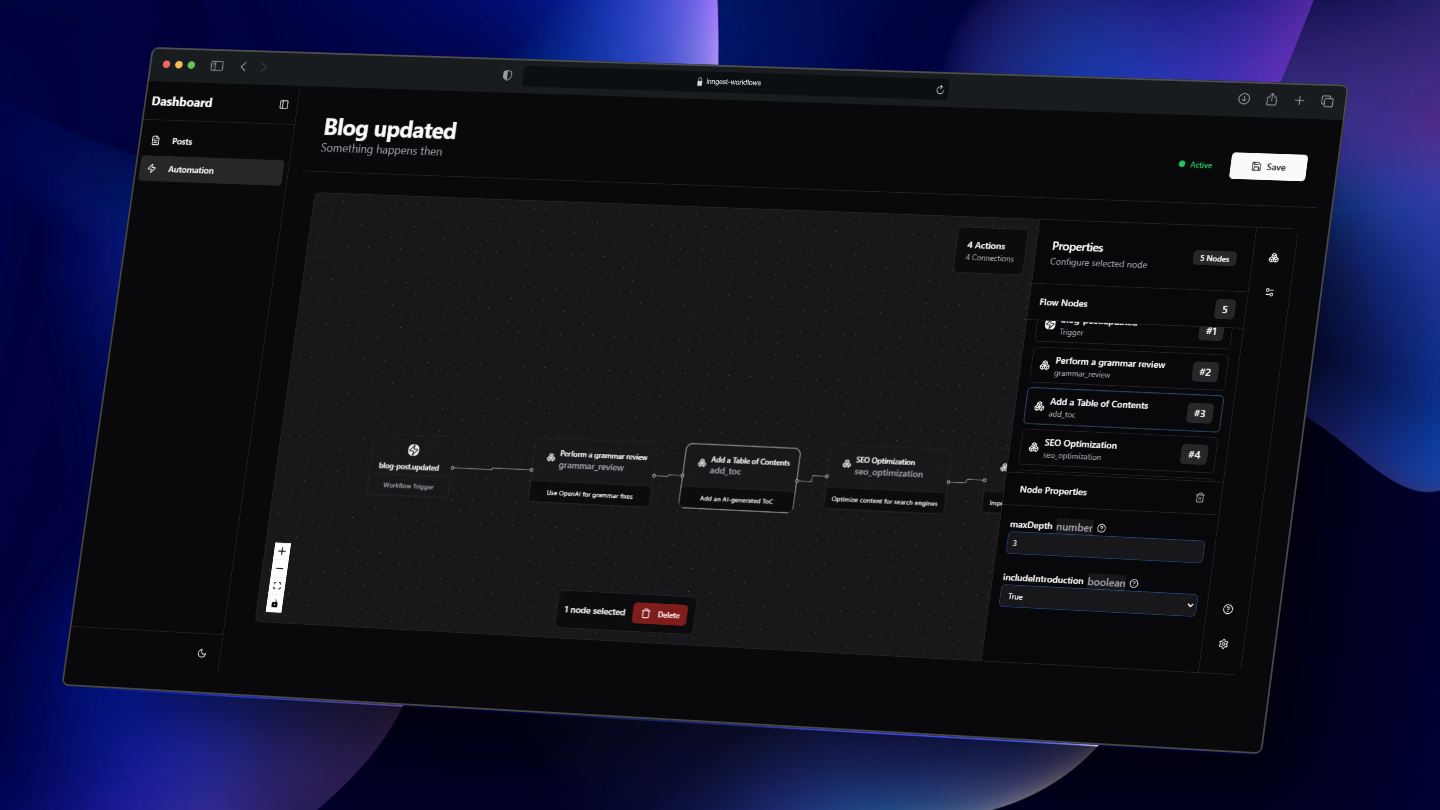 inngest-workflows
Dashboard
Posts
Automation
Blog updated
Something happens then
Active
Save
4 Actions
4 Connections
blog-post.updated
Workflow Trigger
Perform a grammar review
grammar_review
Use OpenAI for grammar fixes
Add a Table of Contents
add_toc
Add an AI-generated ToC
SEO Optimization
seo_optimization
Optimize content for search engines
1 node selected
Delete
Properties
Configure selected node
5 Nodes
Flow Nodes
5
blog-post.updated
Trigger
#1
Perform a grammar review
grammar_review
#2
Add a Table of Contents
add_toc
#3
SEO Optimization
seo_optimization
#4
Node Properties
maxDepth number
3
includeIntroduction boolean
True